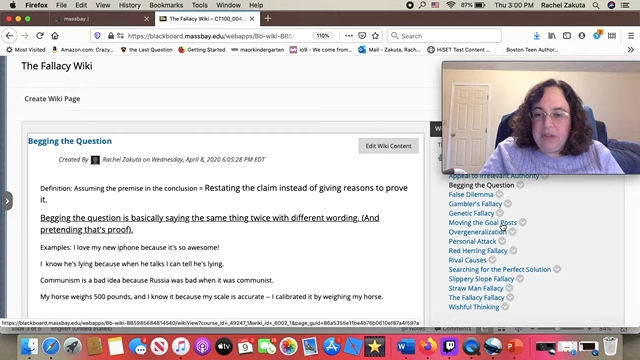 Firefox File Edit View History Bookmarks Tools Window Help
Thu 3:00 PM Rachel Zakuta
massbay |
The Fallacy Wiki – CT100_004_
https://blackboard.massbay.edu/webapps/Bb-wiki-BB5
110%
Search
Most Visited Amazon.com: Crazy... the Last Question Getting Started maorkindergarten io9 – We come from... Mail - Zakuta, Rach... HiSET Test Content... Boston Teen Author...
The Fallacy Wiki
Create Wiki Page
Begging the Question
Edit Wiki Content
Created By Rachel Zakuta on Wednesday, April 8, 2020 6:05:28 PM EDT
Definition: Assuming the premise in the conclusion = Restating the claim instead of giving reasons to prove
it.
Begging the question is basically saying the same thing twice with different wording. (And
pretending that's proof).
Examples: I love my new iphone because it's so awesome!
I know he's lying because when he talks I can tell he's lying.
Communism is a bad idea because Russia was bad when it was communist.
My horse weighs 500 pounds, and I know it because my scale is accurate -- I calibrated it by weighing my horse.
Appeal to Irrelevant Authority
Begging the Question
False Dilemma
Gambler's Fallacy
Genetic Fallacy
Moving the Goal Posts
Overgeneralization
Personal Attack
Red Herring Fallacy
Rival Causes
Searching for the Perfect Solution
Slippery Slope Fallacy
Straw Man Fallacy
The Fallacy Fallacy
Wishful Thinking